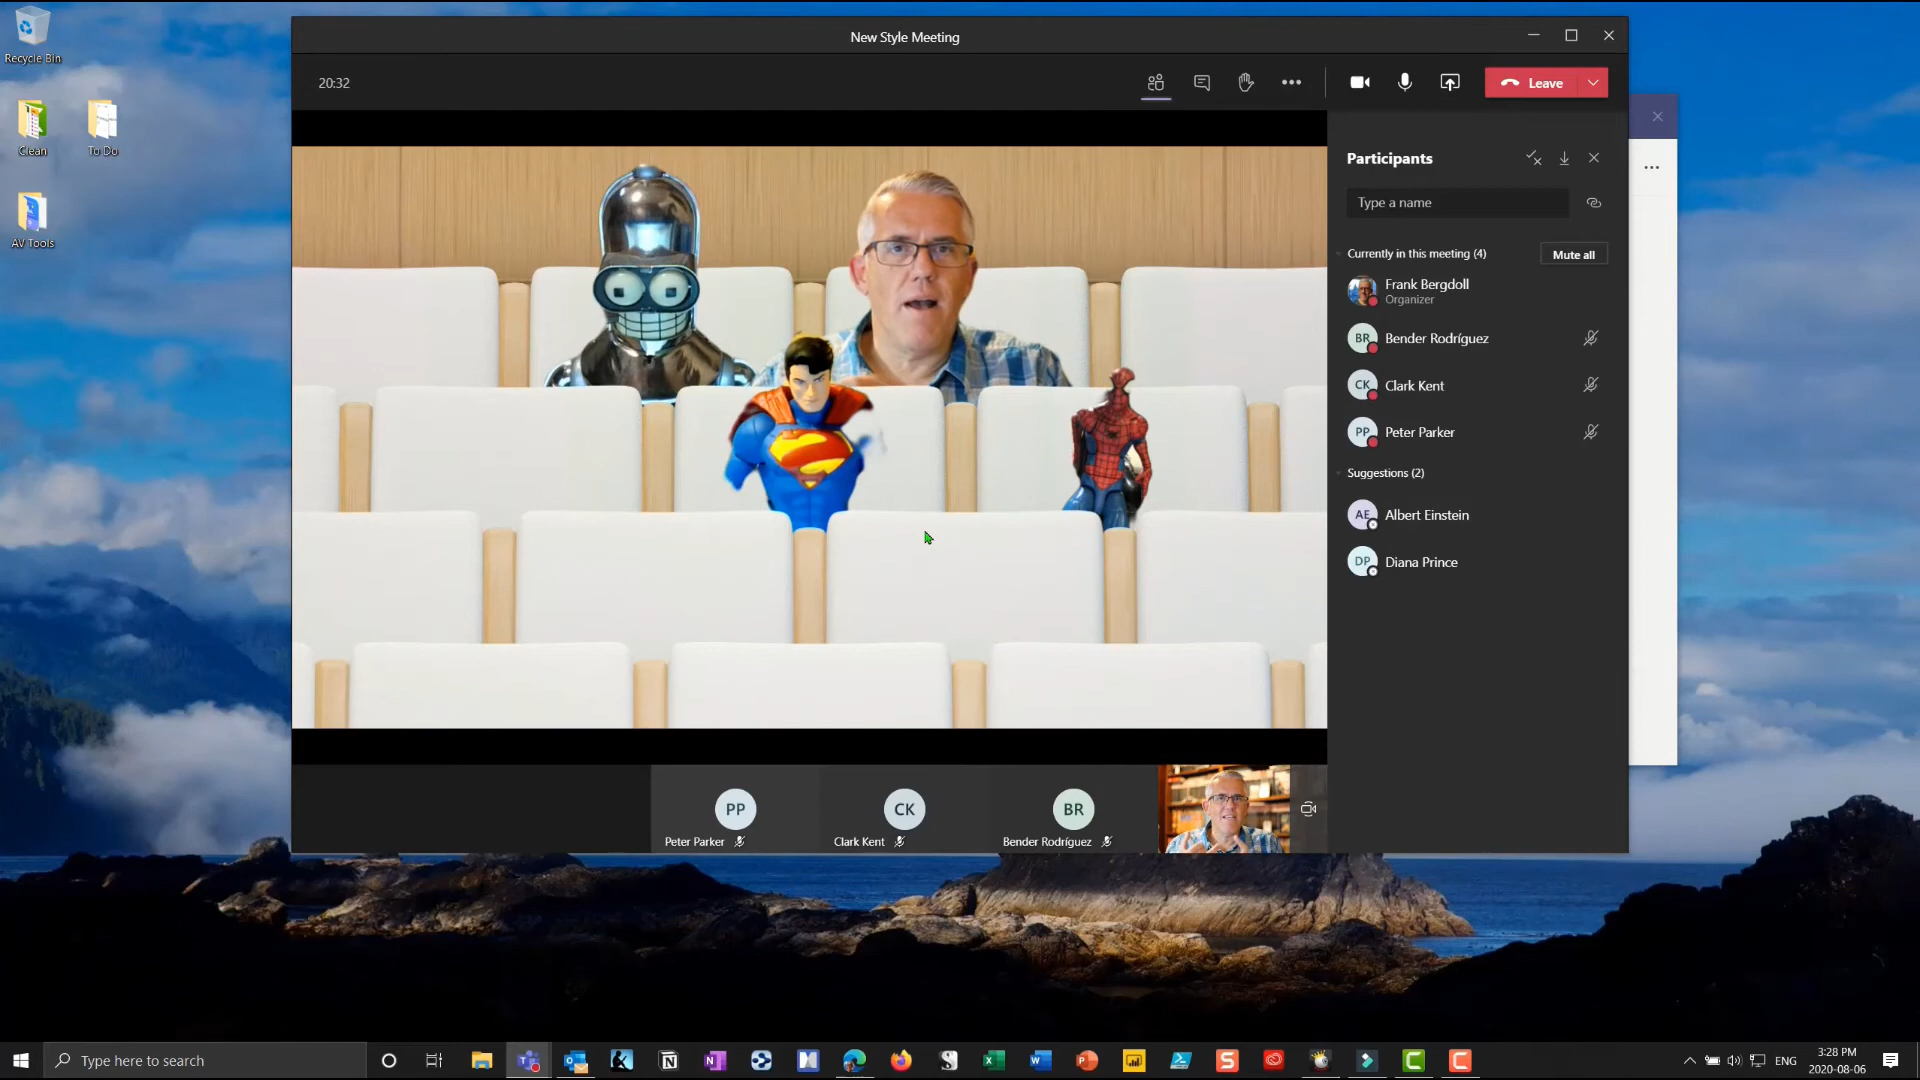 Recycle Bin
Clean
To Do
AV Tools
New Style Meeting
20:32
Leave
Participants
Type a name
Currently in this meeting (4)
Mute all
Frank Bergdoll
Organizer
BR
Bender Rodríguez
CK
Clark Kent
PP
Peter Parker
Suggestions (2)
AE
Albert Einstein
DP
Diana Prince
PP
Peter Parker
CK
Clark Kent
BR
Bender Rodríguez
Type here to search
ENG
3:28 PM
2020-08-06